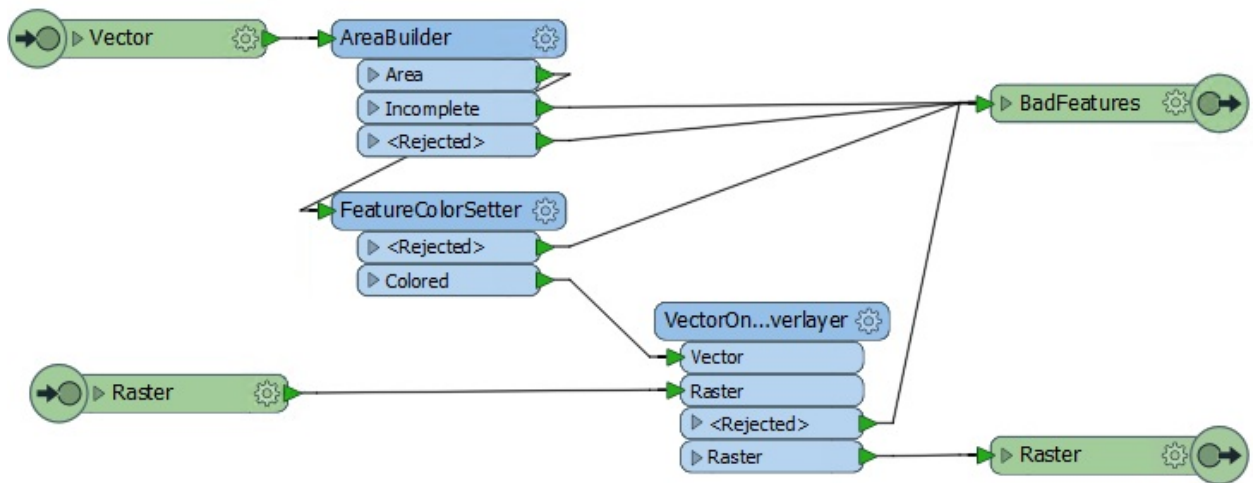 Vector
AreaBuilder
Area
Incomplete
<Rejected>
BadFeatures
FeatureColorSetter
<Rejected>
Colored
VectorOn...verlayer
Vector
Raster
Raster
<Rejected>
Raster
Raster